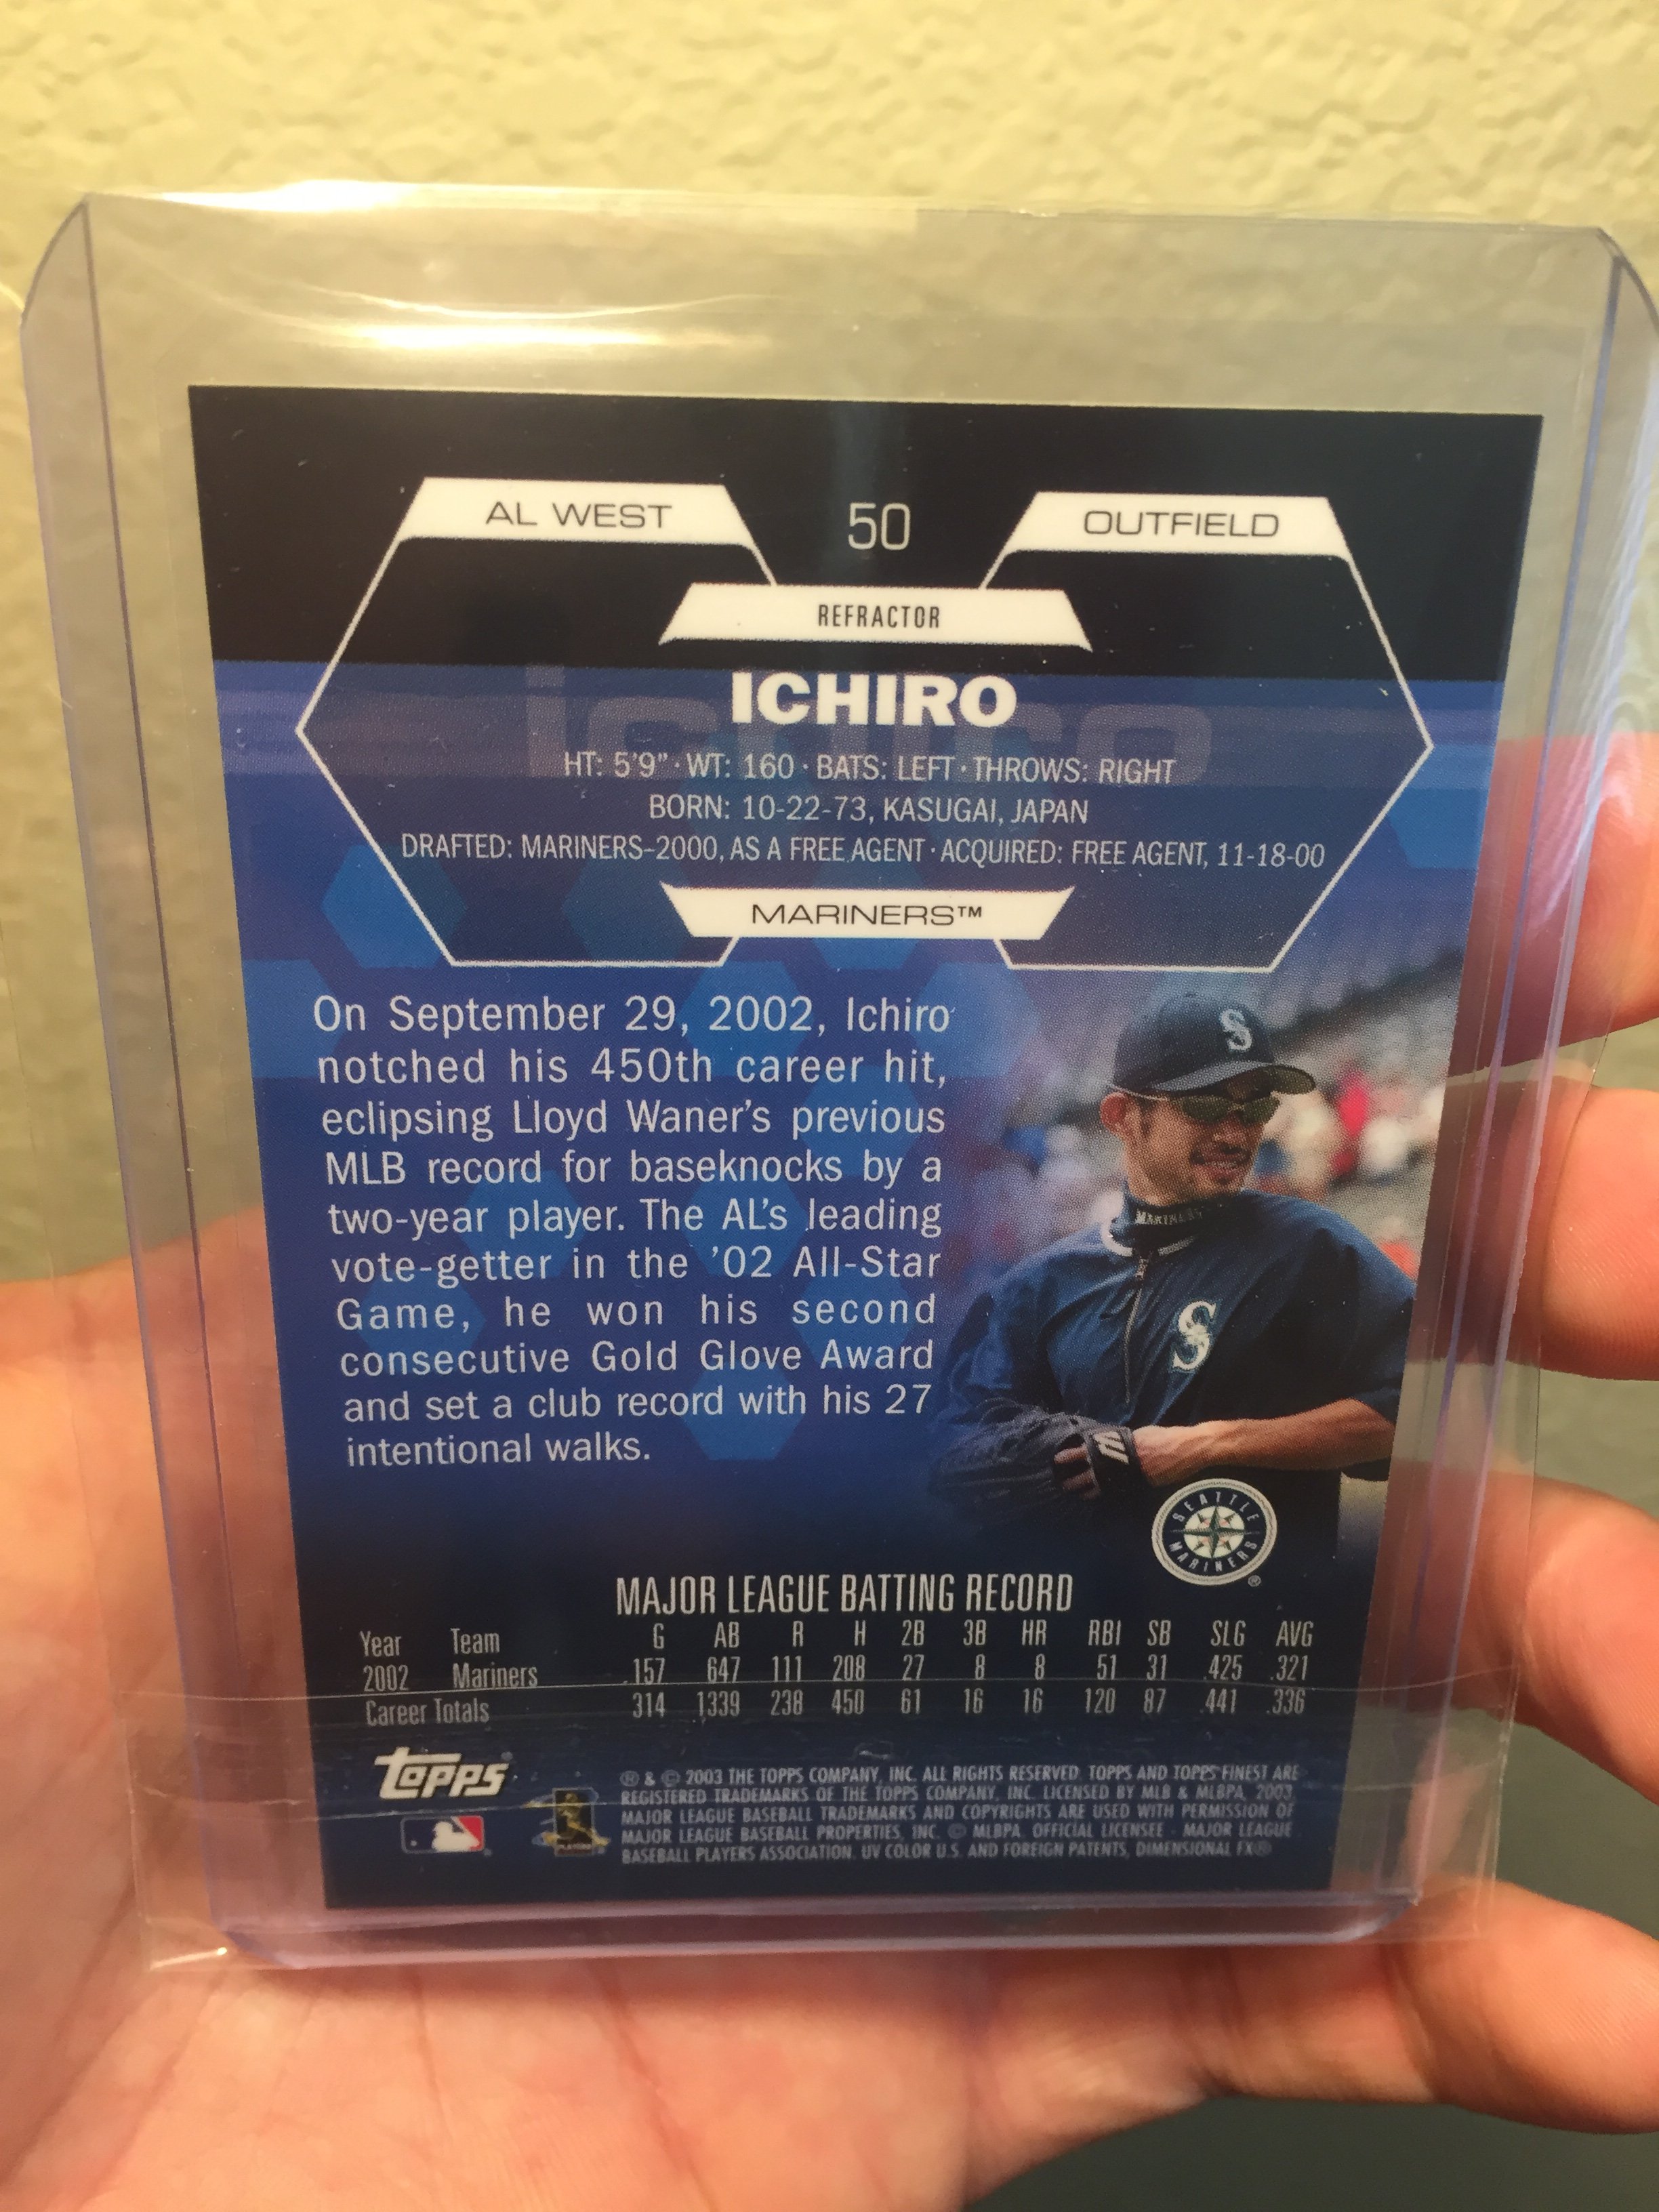 AL WEST
50
OUTFIELD
REFRACTOR
ichiro
ICHIRO
HT: 5'9" · WT: 160 · BATS: LEFT · THROWS: RIGHT
BORN: 10-22-73, KASUGAI, JAPAN
DRAFTED: MARINERS-2000, AS A FREE AGENT · ACQUIRED: FREE AGENT, 11-18-00
MARINERS™
On September 29, 2002, Ichiro
notched his 450th career hit,
eclipsing Lloyd Waner's previous
MLB record for baseknocks by a
two-year player. The AL's leading
vote-getter in the '02 All-Star
Game, he won his second
consecutive Gold Glove Award
and set a club record with his 27
intentional walks.
S
MARINERS
S
SEATTLE MARINERS ®
MAJOR LEAGUE BATTING RECORD
Year Team G AB R H 2B 3B HR RBI SB SLG AVG
2002 Mariners 157 647 111 208 27 8 8 51 31 .425 .321
Career Totals 314 1339 238 450 61 16 16 120 87 .441 .336
topps®
® & © 2003 THE TOPPS COMPANY, INC. ALL RIGHTS RESERVED. TOPPS AND TOPPS FINEST ARE
REGISTERED TRADEMARKS OF THE TOPPS COMPANY, INC. LICENSED BY MLB & MLBPA, 2003.
MAJOR LEAGUE BASEBALL TRADEMARKS AND COPYRIGHTS ARE USED WITH PERMISSION OF
MAJOR LEAGUE BASEBALL PROPERTIES, INC. © MLBPA. OFFICIAL LICENSEE - MAJOR LEAGUE
BASEBALL PLAYERS ASSOCIATION. UV COLOR U.S. AND FOREIGN PATENTS, DIMENSIONAL FX®